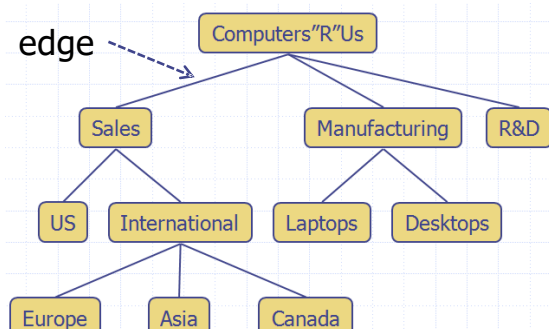 Computers”R”Us
edge
Sales
Manufacturing
R&D
US
International
Laptops
Desktops
Europe
Asia
Canada